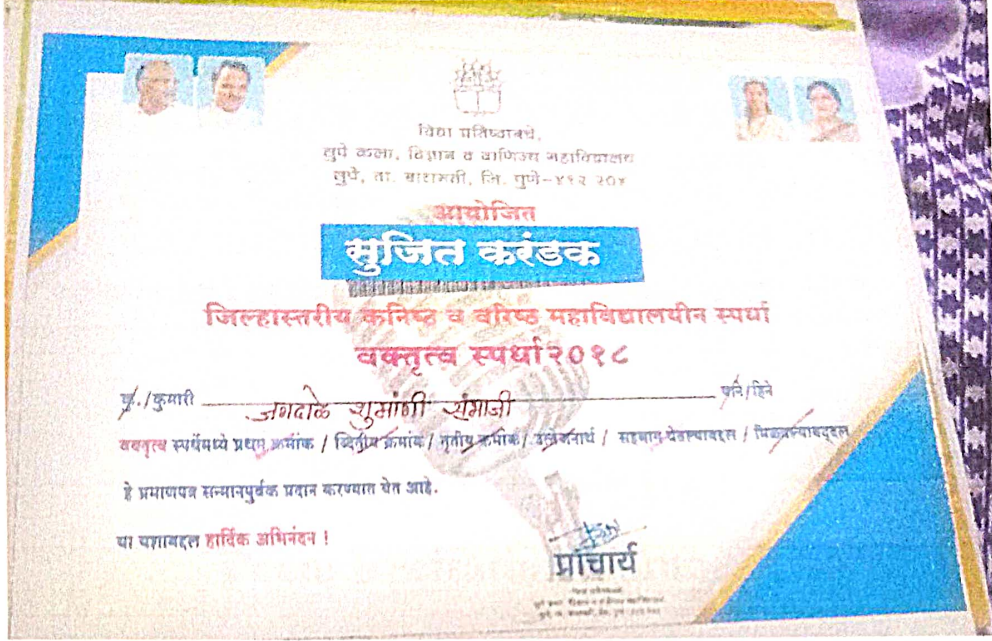 विद्या प्रतिष्ठानचे,
सुपे कला, विज्ञान व वाणिज्य महाविद्यालय
सुपे, ता. बारामती, जि. पुणे-४१२ २०४
आयोजित
सुजित करंडक
जिल्हास्तरीय कनिष्ठ व वरिष्ठ महाविद्यालयीन स्पर्धा
वक्तृत्व स्पर्धा २०१८
कु./कुमारी जगदाळे शुभांगी संभाजी यांने/हिने
वक्तृत्व स्पर्धेमध्ये प्रथम क्रमांक / व्दितीय क्रमांक / तृतीय क्रमांक / उत्तेजनार्थ / सहभाग घेतल्याबद्दल / मिळवल्याबद्दल
हे प्रमाणपत्र सन्मानपुर्वक प्रदान करण्यात येत आहे.
या यशाबद्दल हार्दिक अभिनंदन !
प्राचार्य